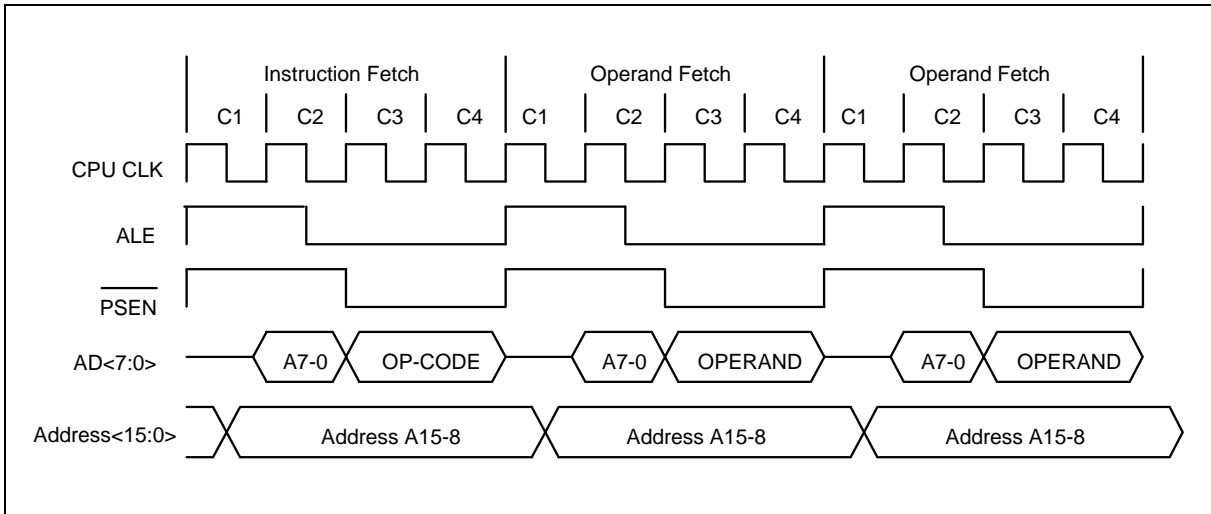 Instruction Fetch Operand Fetch Operand Fetch
C1 C2 C3 C4 C1 C2 C3 C4 C1 C2 C3 C4
CPU CLK
ALE
PSEN
AD<7:0> A7-0 OP-CODE A7-0 OPERAND A7-0 OPERAND
Address<15:0> Address A15-8 Address A15-8 Address A15-8